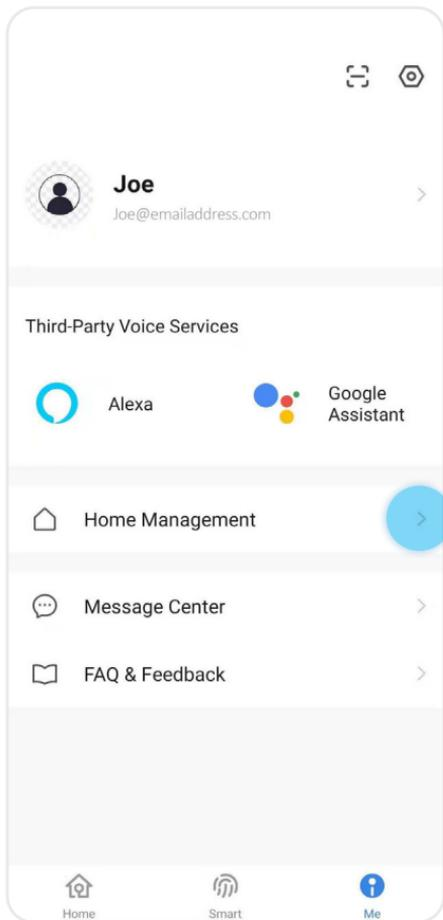 Joe
Joe@emailaddress.com
Third-Party Voice Services
Alexa
Google
Assistant
Home Management
Message Center
FAQ & Feedback
Home
Smart
Me